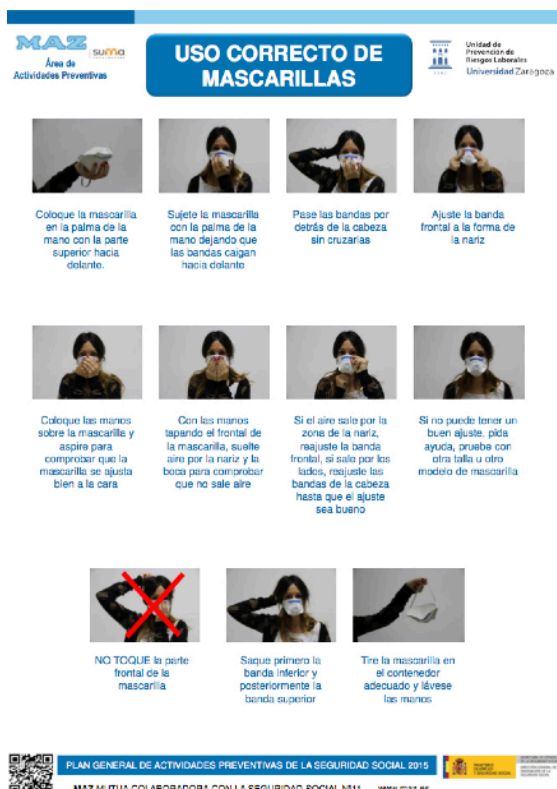 MAZ
suma
Área de
Actividades Preventivas
USO CORRECTO DE
MASCARILLAS
Unidad de
Prevención de
Riesgos Laborales
Universidad Zaragoza
Coloque la mascarilla
en la palma de la
mano con la parte
superior hacia
delante.
Sujete la mascarilla
con la palma de la
mano dejando que
las bandas caigan
hacia delante
Pase las bandas por
detrás de la cabeza
sin cruzarlas
Ajuste la banda
frontal a la forma de
la nariz
Coloque las manos
sobre la mascarilla y
aspire para
comprobar que la
mascarilla se ajusta
bien a la cara
Con las manos
tapando el frontal de
la mascarilla, suelte
aire por la nariz y la
boca para comprobar
que no sale aire
Si el aire sale por la
zona de la nariz,
reajuste la banda
frontal, si sale por los
lados, reajuste las
bandas de la cabeza
hasta que el ajuste
sea bueno
Si no puede tener un
buen ajuste, pida
ayuda, pruebe con
otra talla u otro
modelo de mascarilla
NO TOQUE la parte
frontal de la
mascarilla
Saque primero la
banda inferior y
posteriormente la
banda superior
Tire la mascarilla en
el contenedor
adecuado y lávese
las manos
PLAN GENERAL DE ACTIVIDADES PREVENTIVAS DE LA SEGURIDAD SOCIAL 2015
MAZ MUTUA COLABORADORA CON LA SEGURIDAD SOCIAL Nº11